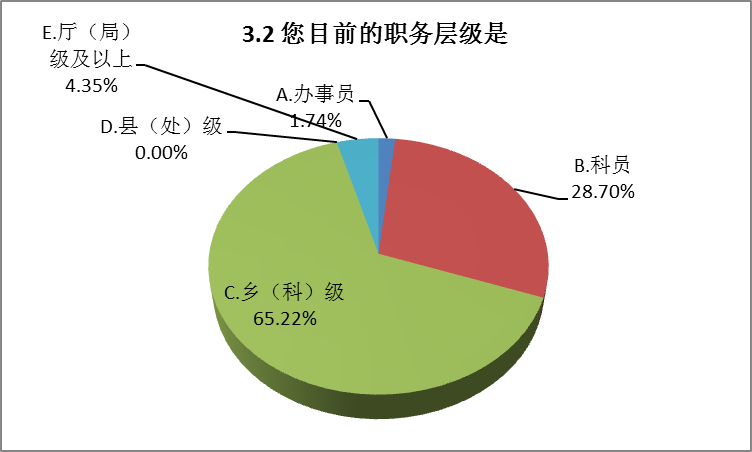 3.2 您目前的职务层级是
E.厅（局）
级及以上
4.35%
A.办事员
1.74%
D.县（处）级
0.00%
B.科员
28.70%
C.乡（科）级
65.22%